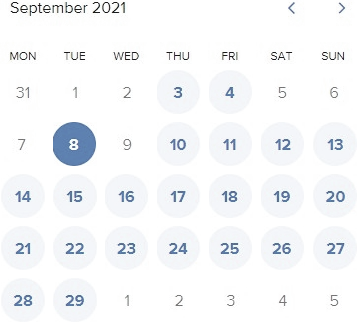 September 2021
MON TUE WED THU FRI SAT SUN
31 1 2 3 4 5 6
7 8 9 10 11 12 13
14 15 16 17 18 19 20
21 22 23 24 25 26 27
28 29 1 2 3 4 5